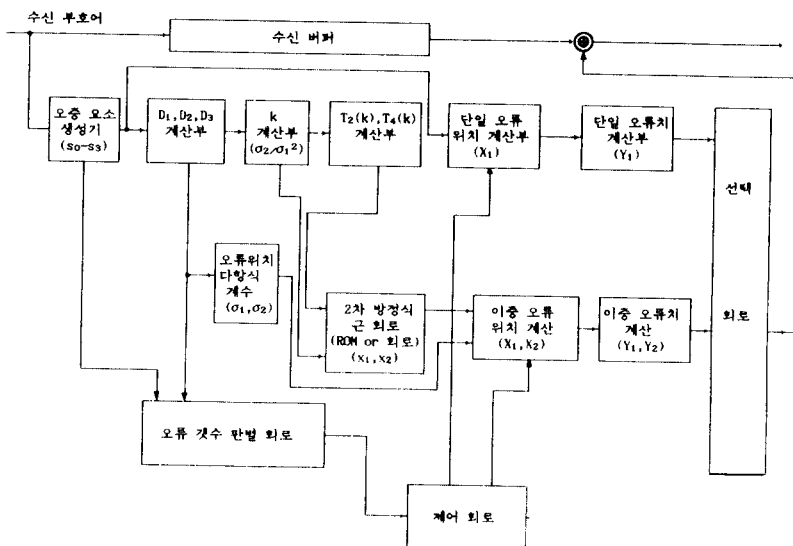 수신 부호어
수신 버퍼
오증 요소
생성기
(s₀-s₃)
D₁,D₂,D₃
계산부
k
계산부
(σ₂/σ₁²)
T₂(k),T₄(k)
계산부
단일 오류
위치 계산부
(X₁)
단일 오류치
계산부
(Y₁)
선택
회로
오류위치
다항식
계수
(σ₁,σ₂)
2차 방정식
근 회로
(ROM or 회로)
(x₁,x₂)
이중 오류
위치 계산
(X₁,X₂)
이중 오류치
계산
(Y₁,Y₂)
오류 갯수 판별 회로
제어 회로